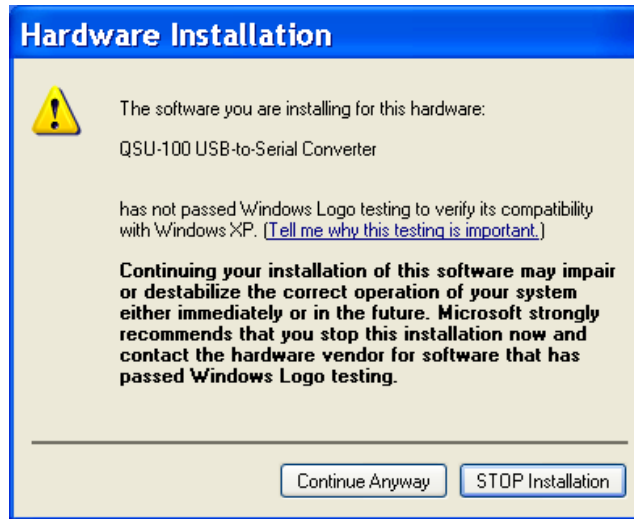 Hardware Installation
The software you are installing for this hardware:
QSU-100 USB-to-Serial Converter
has not passed Windows Logo testing to verify its compatibility
with Windows XP. (Tell me why this testing is important.)
Continuing your installation of this software may impair
or destabilize the correct operation of your system
either immediately or in the future. Microsoft strongly
recommends that you stop this installation now and
contact the hardware vendor for software that has
passed Windows Logo testing.
Continue Anyway STOP Installation